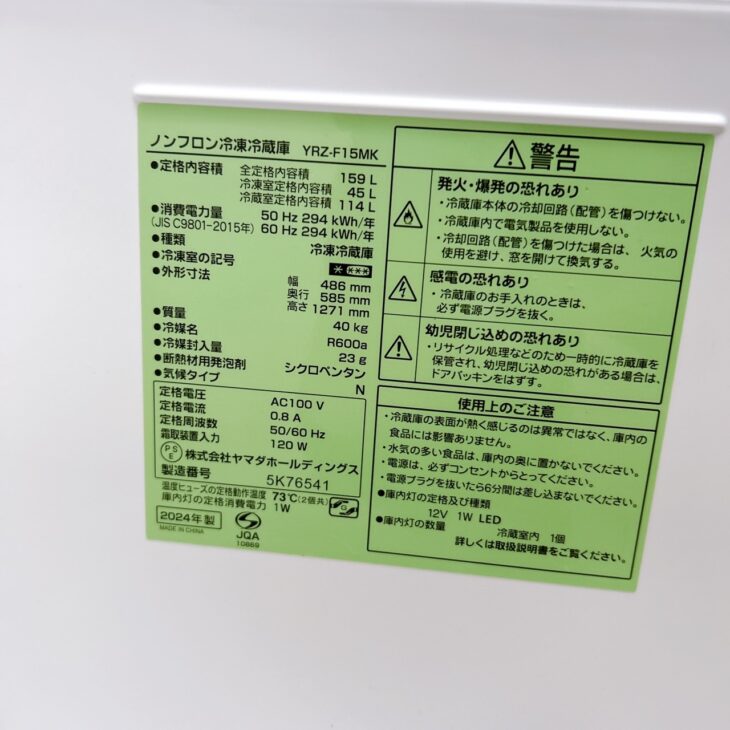 ノンフロン冷凍冷蔵庫 YRZ-F15MK
●定格内容積 全定格内容積 159 L
冷凍室定格内容積 45 L
冷蔵室定格内容積 114 L
●消費電力量 50 Hz 294 kWh/年
(JIS C9801-2015年) 60 Hz 294 kWh/年
●種類 冷凍冷蔵庫
●冷凍室の記号
●外形寸法 幅 486 mm
奥行 585 mm
高さ 1271 mm
●質量 40 kg
●冷媒名 R600a
●冷媒封入量 23 g
●断熱材用発泡剤 シクロペンタン
●気候タイプ N
定格電圧 AC100 V
定格電流 0.8 A
定格周波数 50/60 Hz
霜取装置入力 120 W
PSE 株式会社ヤマダホールディングス
製造番号 5K76541
温度ヒューズの定格動作温度 73℃(2個共)
庫内灯の定格消費電力 1W
2024年製
MADE IN CHINA
JQA
10869
警告
発火・爆発の恐れあり
・冷蔵庫本体の冷却回路(配管)を傷つけない。
・冷蔵庫内で電気製品を使用しない。
・冷却回路(配管)を傷つけた場合は、火気の
使用を避け、窓を開けて換気する。
感電の恐れあり
・冷蔵庫のお手入れのときは、
必ず電源プラグを抜く。
幼児閉じ込めの恐れあり
・リサイクル処理などのため一時的に冷蔵庫を
保管され、幼児閉じ込めの恐れがある場合は、
ドアパッキンをはずす。
使用上のご注意
・冷蔵庫の表面が熱く感じるのは異常ではなく、庫内の
食品には影響ありません。
・水気の多い食品は、庫内の奥に置かないでください。
・電源は、必ずコンセントからとってください。
・電源プラグを抜いたら6分間は差し込まないでください。
●庫内灯の定格及び種類
12V 1W LED
●庫内灯の数量 冷蔵室内 1個
詳しくは取扱説明書をご覧ください。